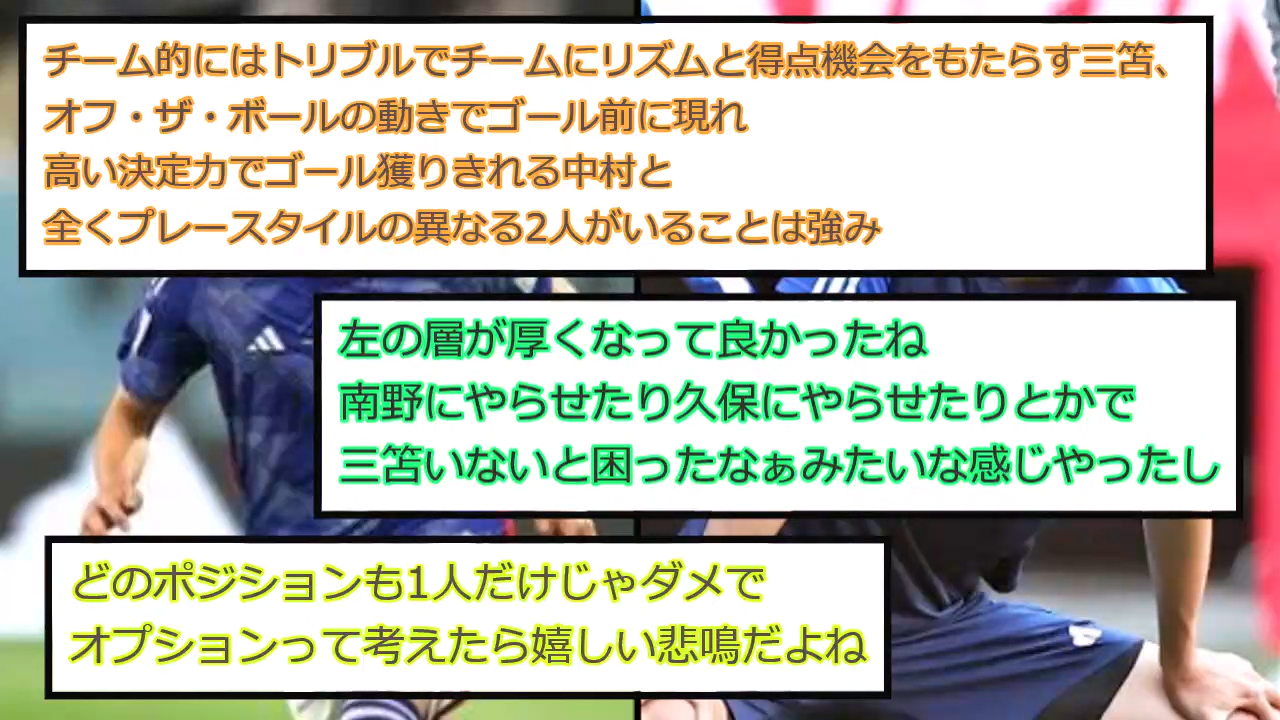 チーム的にはトリブルでチームにリズムと得点機会をもたらす三笘、
オフ・ザ・ボールの動きでゴール前に現れ
高い決定力でゴール獲りきれる中村と
全くプレースタイルの異なる2人がいることは強み
左の層が厚くなって良かったね
南野にやらせたり久保にやらせたりとかで
三笘いないと困ったなぁみたいな感じやったし
どのポジションも1人だけじゃダメで
オプションって考えたら嬉しい悲鳴だよね